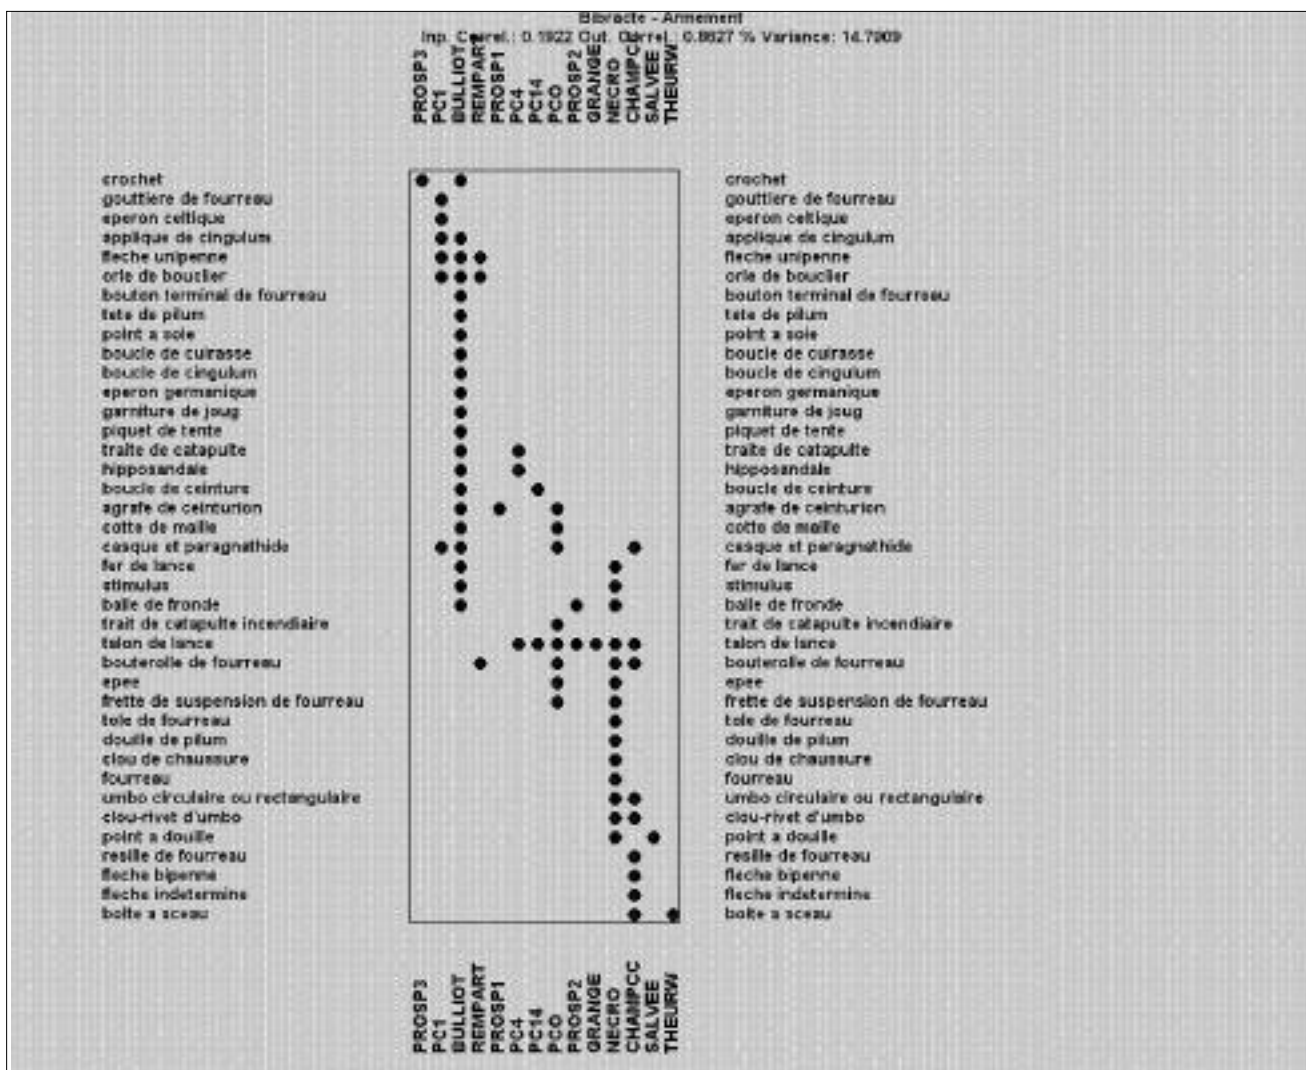 Bibracte - Armement
Inp. Correl.: 0.1922 Out. Correl.: 0.8627 % Variance: 14.7909
PROSP3 PC1 BULLIOT REMPART PROSP1 PC4 PC14 PCO PROSP2 GRANGE NECRO CHAMPCC SALVEE THEURW
crochet crochet
gouttiere de fourreau gouttiere de fourreau
eperon celtique eperon celtique
applique de cingulum applique de cingulum
fleche unipenne fleche unipenne
orle de bouclier orle de bouclier
bouton terminal de fourreau bouton terminal de fourreau
tete de pilum tete de pilum
point a soie point a soie
boucle de cuirasse boucle de cuirasse
boucle de cingulum boucle de cingulum
eperon germanique eperon germanique
garniture de joug garniture de joug
piquet de tente piquet de tente
traite de catapulte traite de catapulte
hipposandale hipposandale
boucle de ceinture boucle de ceinture
agrafe de ceinturion agrafe de ceinturion
cotte de maille cotte de maille
casque et paragnathide casque et paragnathide
fer de lance fer de lance
stimulus stimulus
balle de fronde balle de fronde
trait de catapulte incendiaire trait de catapulte incendiaire
talon de lance talon de lance
bouterolle de fourreau bouterolle de fourreau
epee epee
frette de suspension de fourreau frette de suspension de fourreau
tole de fourreau tole de fourreau
douille de pilum douille de pilum
clou de chaussure clou de chaussure
fourreau fourreau
umbo circulaire ou rectangulaire umbo circulaire ou rectangulaire
clou-rivet d'umbo clou-rivet d'umbo
point a douille point a douille
resille de fourreau resille de fourreau
fleche bipenne fleche bipenne
fleche indetermine fleche indetermine
boite a sceau boite a sceau
PROSP3 PC1 BULLIOT REMPART PROSP1 PC4 PC14 PCO PROSP2 GRANGE NECRO CHAMPCC SALVEE THEURW